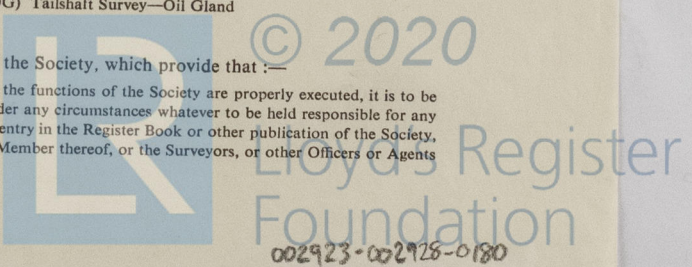 G) Tailshaft Survey—Oil Gland
© 2020
the Society, which provide that :—
the functions of the Society are properly executed, it is to be
der any circumstances whatever to be held responsible for any
entry in the Register Book or other publication of the Society,
Member thereof, or the Surveyors, or other Officers or Agents
LR
Lloyd's Register
Foundation
002923-002928-0180